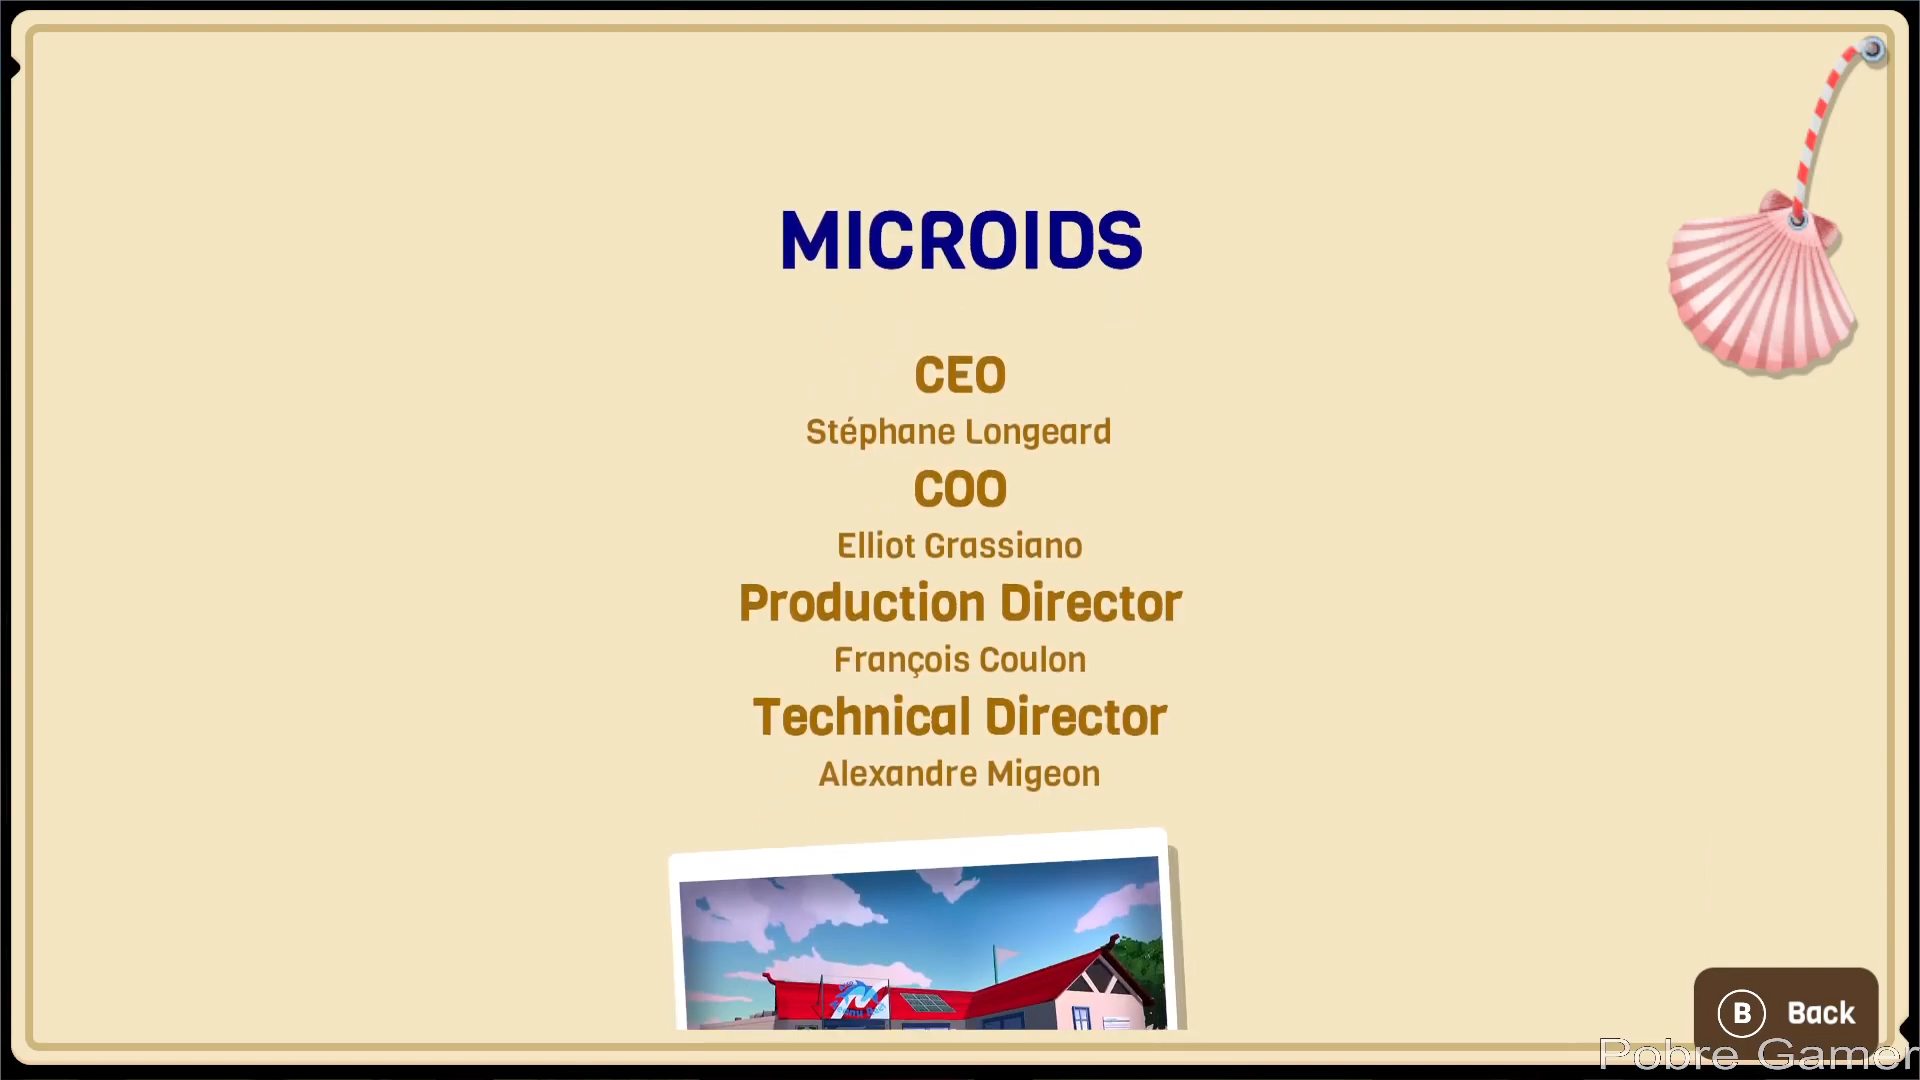 MICROIDS
CEO
Stéphane Longeard
COO
Elliot Grassiano
Production Director
François Coulon
Technical Director
Alexandre Migeon
B Back
Pobre Gamer